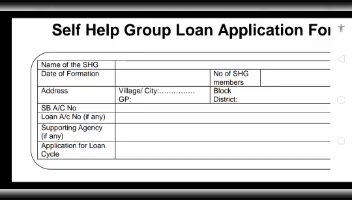 Self Help Group Loan Application For
Name of the SHG
Date of Formation
No of SHG
members
Address
Village/ City:……………
Block
GP:
District:
SB A/C No
Loan A/c No (if any)
Supporting Agency
(if any)
Application for Loan
Cycle